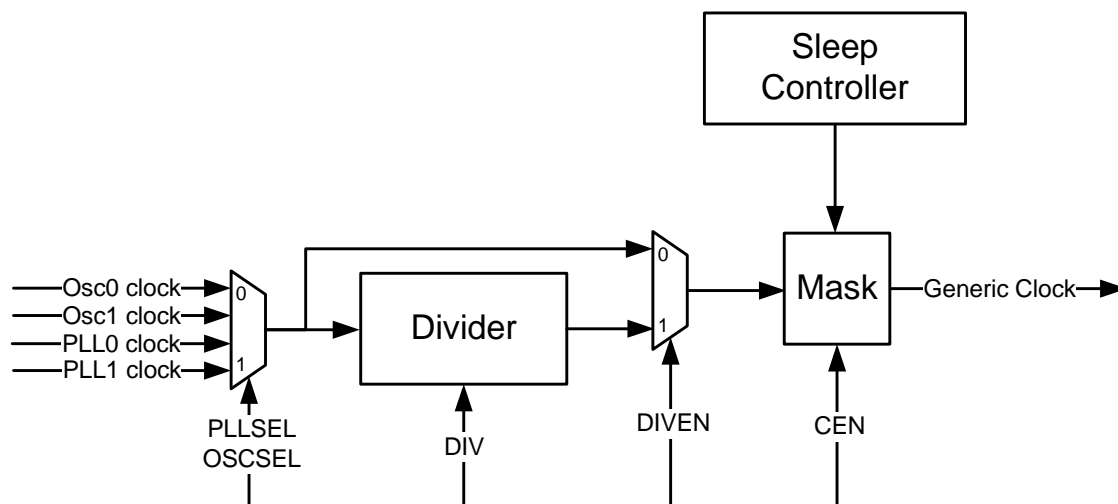 Sleep
Controller
0
Osc0 clock
0
Osc1 clock
Divider
Mask
Generic Clock
PLL0 clock
1
PLL1 clock
1
PLLSEL
OSCSEL
DIV
DIVEN
CEN